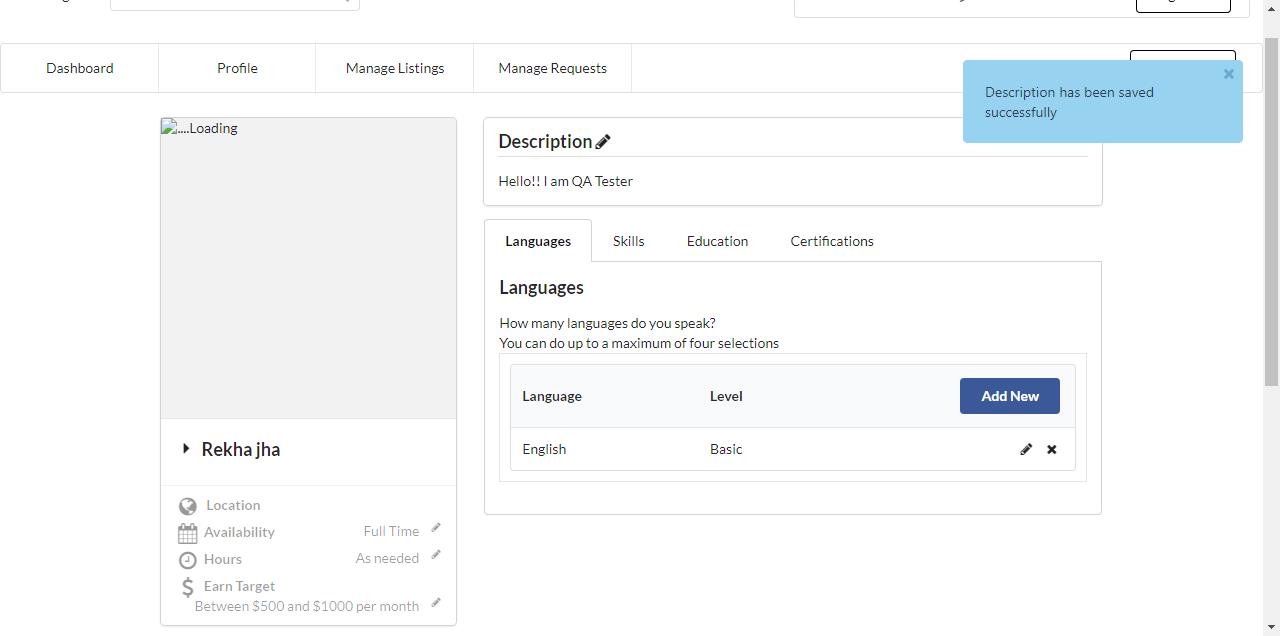 Dashboard
Profile
Manage Listings
Manage Requests
Description has been saved
successfully
....Loading
Description
Hello!! I am QA Tester
Languages
Skills
Education
Certifications
Languages
How many languages do you speak?
You can do up to a maximum of four selections
Language
Level
Add New
English
Basic
Rekha jha
Location
Availability
Full Time
Hours
As needed
Earn Target
Between $500 and $1000 per month